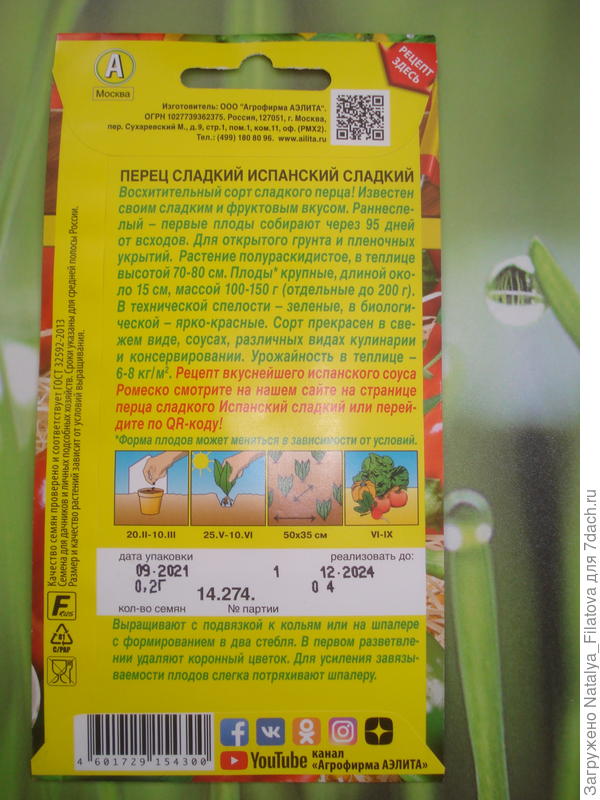 А
Москва
РЕЦЕПТ
ЗДЕСЬ
Изготовитель: ООО "Агрофирма АЭЛИТА".
ОГРН 1027739362375. Россия,127051, г. Москва,
пер. Сухаревский М., д.9, стр.1, пом.1, ком.11, оф. (РМХ2).
Тел.: (499) 180 80 96. www.ailita.ru
ПЕРЕЦ СЛАДКИЙ ИСПАНСКИЙ СЛАДКИЙ
Восхитительный сорт сладкого перца! Известен
своим сладким и фруктовым вкусом. Раннеспе-
лый – первые плоды собирают через 95 дней
от всходов. Для открытого грунта и пленочных
укрытий. Растение полураскидистое, в теплице
высотой 70-80 см. Плоды* крупные, длиной око-
ло 15 см, массой 100-150 г (отдельные до 200 г).
В технической спелости – зеленые, в биологи-
ческой – ярко-красные. Сорт прекрасен в све-
жем виде, соусах, различных видах кулинарии
и консервировании. Урожайность в теплице –
6-8 кг/м². Рецепт вкуснейшего испанского соуса
Ромеско смотрите на нашем сайте на странице
перца сладкого Испанский сладкий или перей-
дите по QR-коду!
*Форма плодов может меняться в зависимости от условий.
20.II-10.III
25.V-10.VI
50x35 см
VI-IX
дата упаковки
реализовать до:
09-2021
1
12-2024
0,2Г
14.274.
0 4
кол-во семян
№ партии
Выращивают с подвязкой к кольям или на шпалере
с формированием в два стебля. В первом разветвле-
нии удаляют коронный цветок. Для усиления завязы-
ваемости плодов слегка потряхивают шпалеру.
Качество семян проверено и соответствует ГОСТ 32592-2013
Семена для дачников и личных подсобных хозяйств. Сроки указаны для средней полосы России.
Размер и качество растений зависит от условий выращивания.
81
C/PAP
4 601729 154300
YouTube
канал
«Агрофирма АЭЛИТА»
Загружено Natalya_Filatova для 7dach.ru